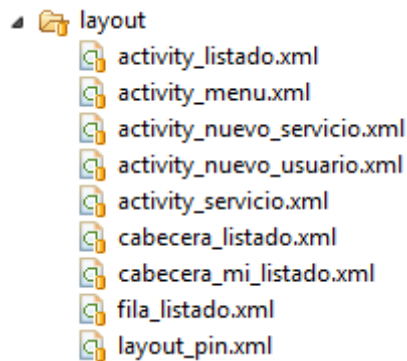 layout
activity_listado.xml
activity_menu.xml
activity_nuevo_servicio.xml
activity_nuevo_usuario.xml
activity_servicio.xml
cabecera_listado.xml
cabecera_mi_listado.xml
fila_listado.xml
layout_pin.xml